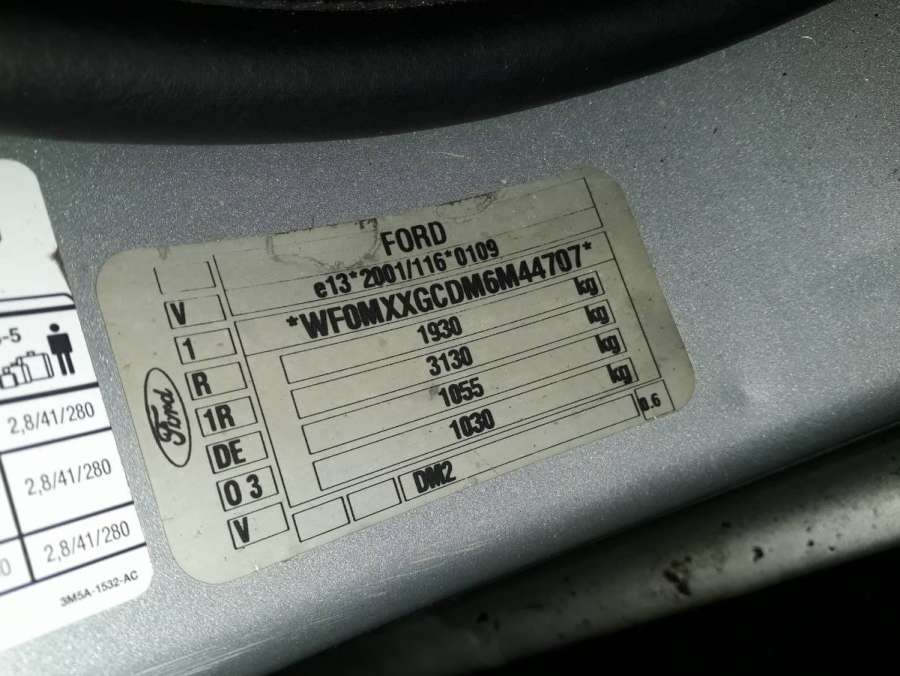 FORD
e13*2001/116*0109
*WF0MXXGCDM6M44707*
1930 kg
3130 kg
1055 kg
1030
kg
V
1
R
1R
DE
O 3
V
DM2
0.6
Ford
-5
2,8/41/280
2,8/41/280
2,8/41/280
3M5A-1532-AC